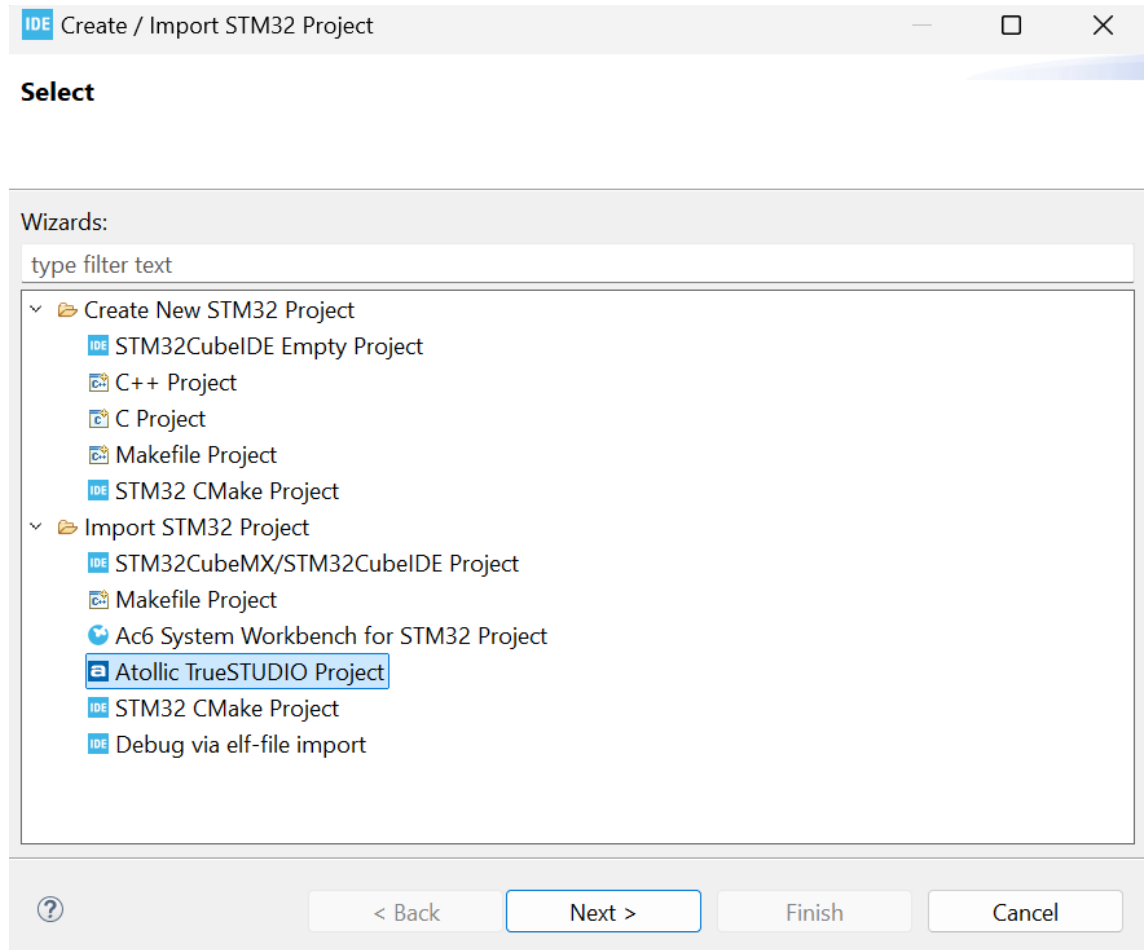 IDE Create / Import STM32 Project
Select
Wizards:
type filter text
Create New STM32 Project
IDE STM32CubeIDE Empty Project
C++ Project
C Project
Makefile Project
IDE STM32 CMake Project
Import STM32 Project
IDE STM32CubeMX/STM32CubeIDE Project
Makefile Project
Ac6 System Workbench for STM32 Project
a Atollic TrueSTUDIO Project
IDE STM32 CMake Project
IDE Debug via elf-file import
? < Back Next > Finish Cancel